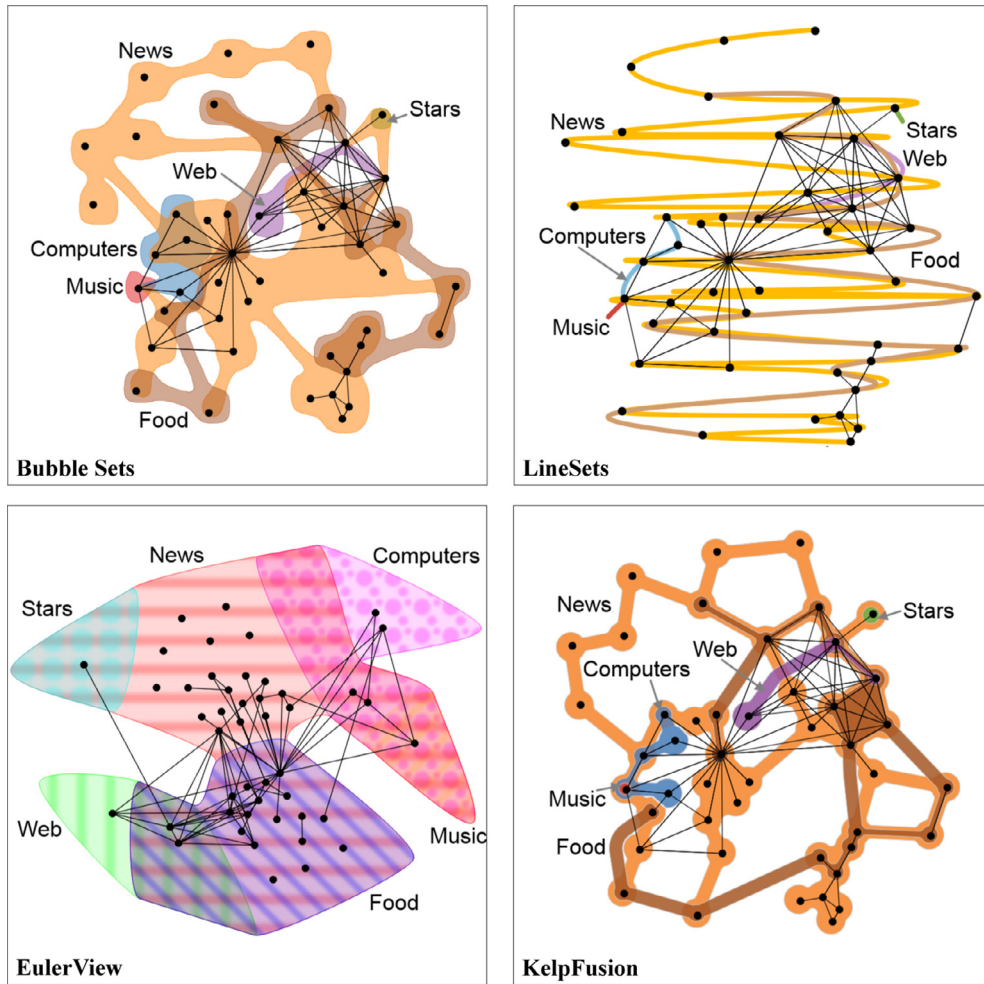 News
Stars
Web
Computers
Music
Food
Bubble Sets
News
Stars
Web
Computers
Food
Music
LineSets
News
Computers
Stars
Web
Music
Food
EulerView
News
Stars
Web
Computers
Music
Food
KelpFusion